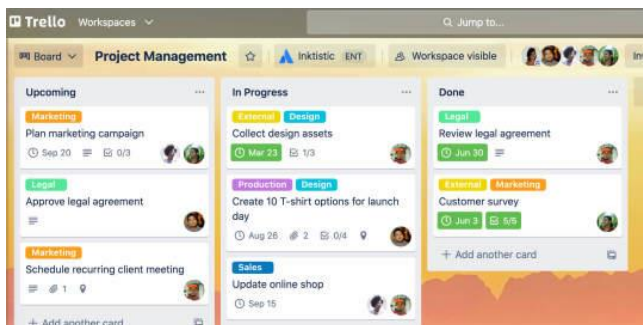 Trello Workspaces Jump to...
Board Project Management Inktistic ENT Workspace visible
Upcoming
Marketing
Plan marketing campaign
Sep 20 0/3
Legal
Approve legal agreement
Marketing
Schedule recurring client meeting
1
+ Add another card
In Progress
External Design
Collect design assets
Mar 23 1/3
Production Design
Create 10 T-shirt options for launch
day
Aug 26 2 0/4
Sales
Update online shop
Sep 15
Done
Legal
Review legal agreement
Jun 30
External Marketing
Customer survey
Jun 3 5/5
+ Add another card